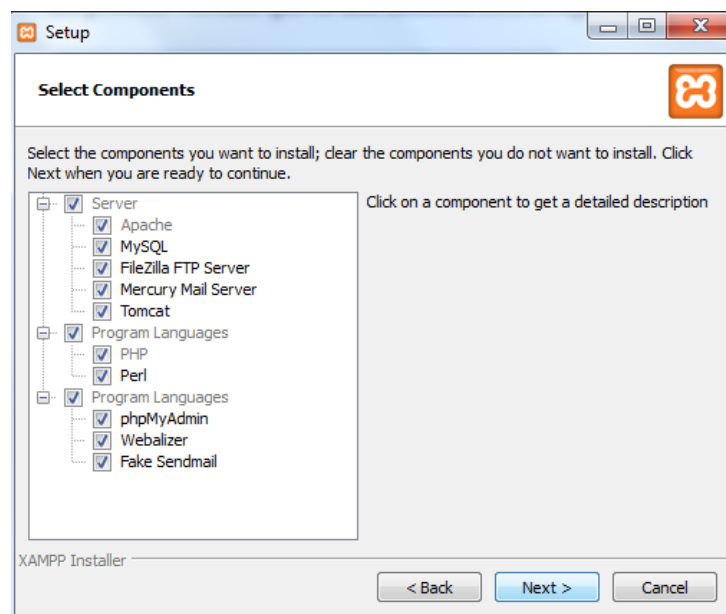 Setup
Select Components
Select the components you want to install; clear the components you do not want to install. Click
Next when you are ready to continue.
Server
Apache
MySQL
FileZilla FTP Server
Mercury Mail Server
Tomcat
Program Languages
PHP
Perl
Program Languages
phpMyAdmin
Webalizer
Fake Sendmail
Click on a component to get a detailed description
XAMPP Installer
< Back
Next >
Cancel